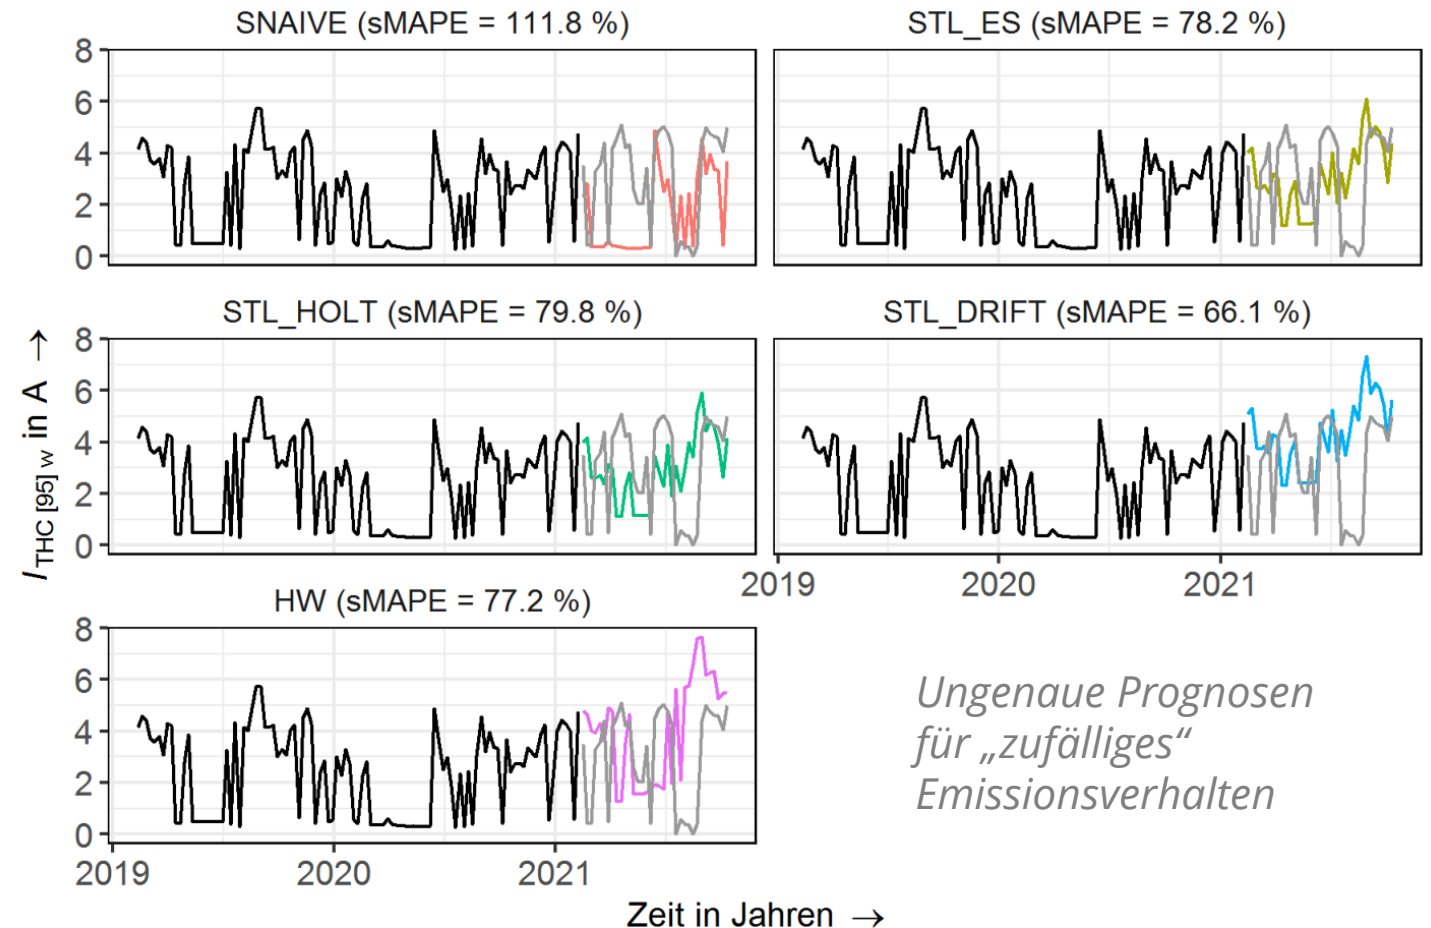 SNAIVE (sMAPE = 111.8 %)
STL_ES (sMAPE = 78.2 %)
8
6
4
2
0
STL_HOLT (sMAPE = 79.8 %)
STL_DRIFT (sMAPE = 66.1 %)
8
6
4
2
0
2019 2020 2021
I THC [95] W in A →
HW (sMAPE = 77.2 %)
8
6
4
2
0
2019 2020 2021
Ungenaue Prognosen
für „zufälliges“
Emissionsverhalten
Zeit in Jahren →